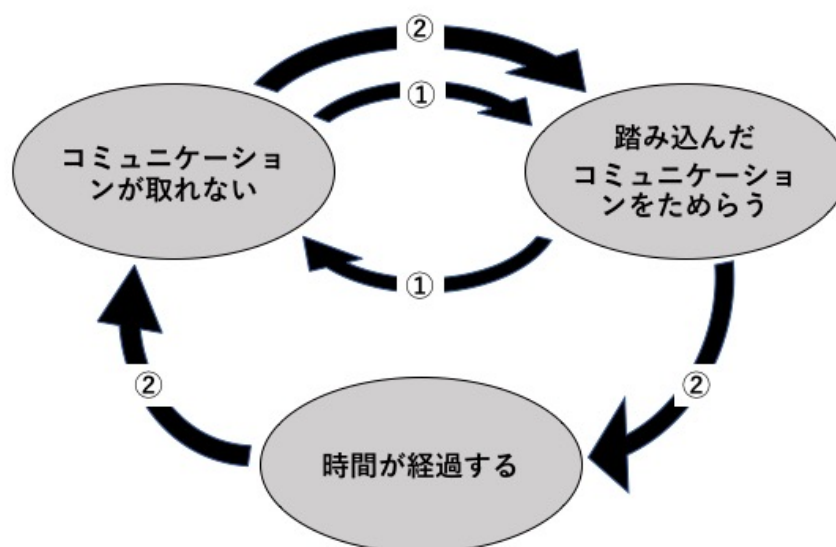 ②
①
コミュニケーショ
ンが取れない
踏み込んだ
コミュニケーショ
ンをためらう
①
②
②
時間が経過する